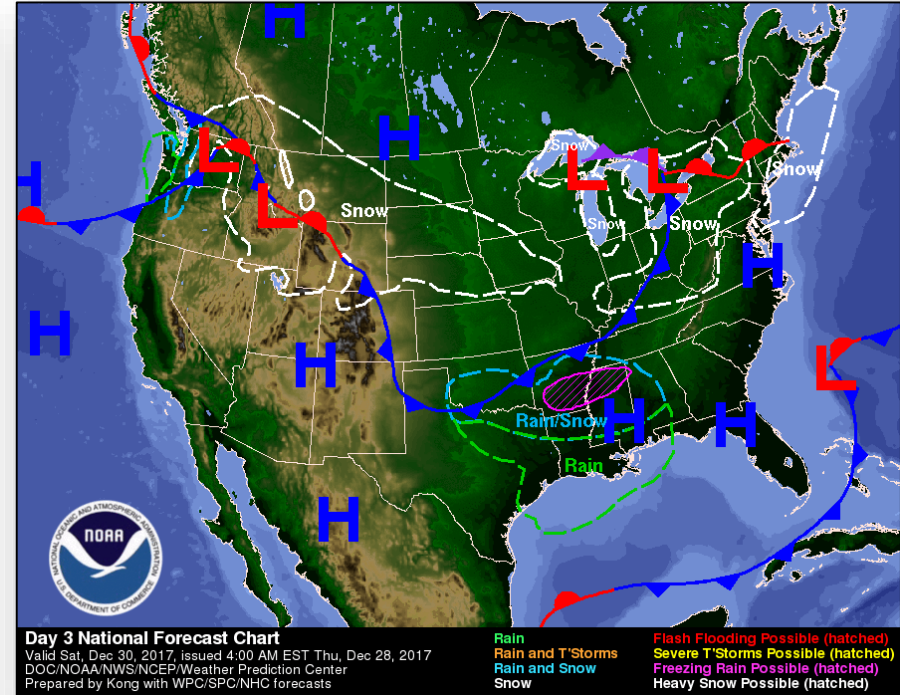 H
H
H
H
H
H
H
H
H
H
L
L
L
L
L
Snow
Snow
Snow
Snow
Snow
Rain/Snow
Rain
NATIONAL OCEANIC AND ATMOSPHERIC ADMINISTRATION
NOAA
U.S. DEPARTMENT OF COMMERCE
Day 3 National Forecast Chart
Valid Sat, Dec 30, 2017, issued 4:00 AM EST Thu, Dec 28, 2017
DOC/NOAA/NWS/NCEP/Weather Prediction Center
Prepared by Kong with WPC/SPC/NHC forecasts
Rain
Rain and T'Storms
Rain and Snow
Snow
Flash Flooding Possible (hatched)
Severe T'Storms Possible (hatched)
Freezing Rain Possible (hatched)
Heavy Snow Possible (hatched)